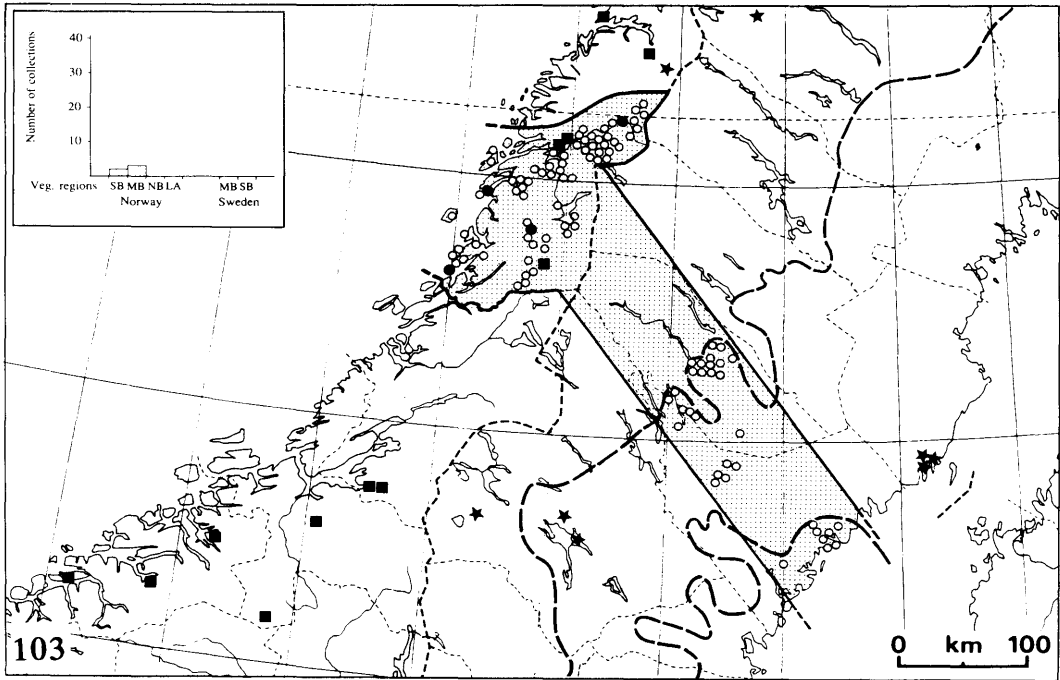 Number of collections
40
30
20
10
Veg. regions SB MB NB LA MB SB
Norway Sweden
103
0 km 100